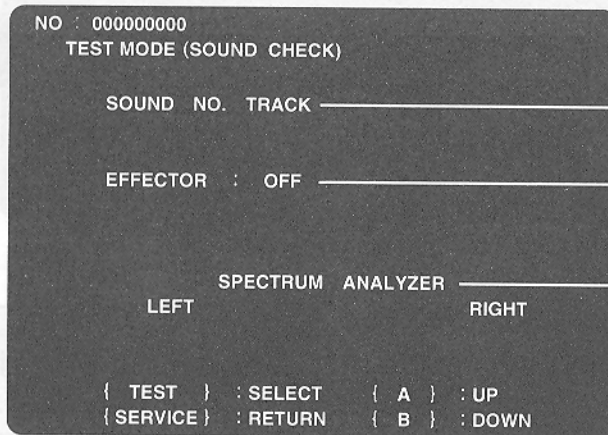 NO : 000000000
TEST MODE (SOUND CHECK)
SOUND NO. TRACK
EFFECTOR : OFF
SPECTRUM ANALYZER
LEFT RIGHT
{ TEST } : SELECT { A } : UP
{ SERVICE } : RETURN { B } : DOWN